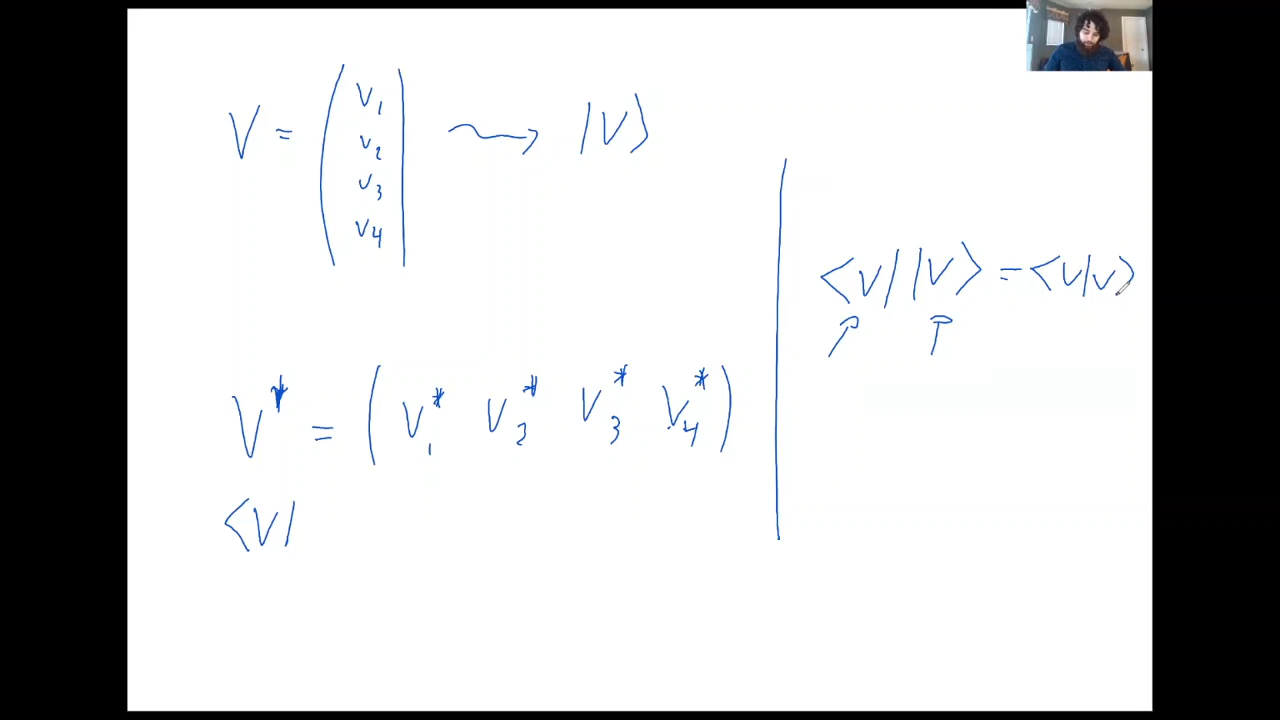 V = ( v₁ v₂ v₃ v₄ | ⇝ |V⟩
⟨V| |V⟩ = ⟨v|v⟩
V* = ( V₁* V₂* V₃* V₄* )
⟨V|